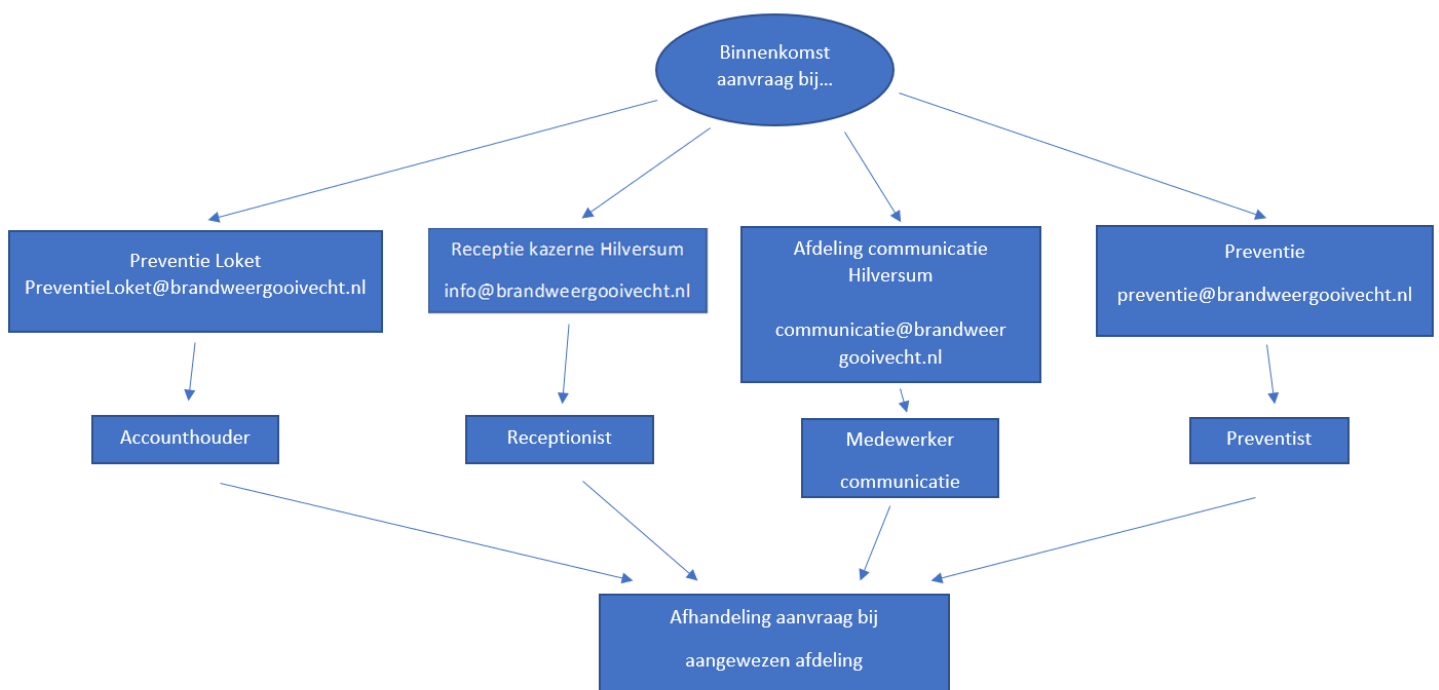 Binnenkomst
aanvraag bij...
Preventie Loket
PreventieLoket@brandweergooivecht.nl
Receptie kazerne Hilversum
info@brandweergooivecht.nl
Afdeling communicatie
Hilversum
communicatie@brandweer
gooivecht.nl
Preventie
preventie@brandweergooivecht.nl
Accounthouder
Receptionist
Medewerker
communicatie
Preventist
Afhandeling aanvraag bij
aangewezen afdeling